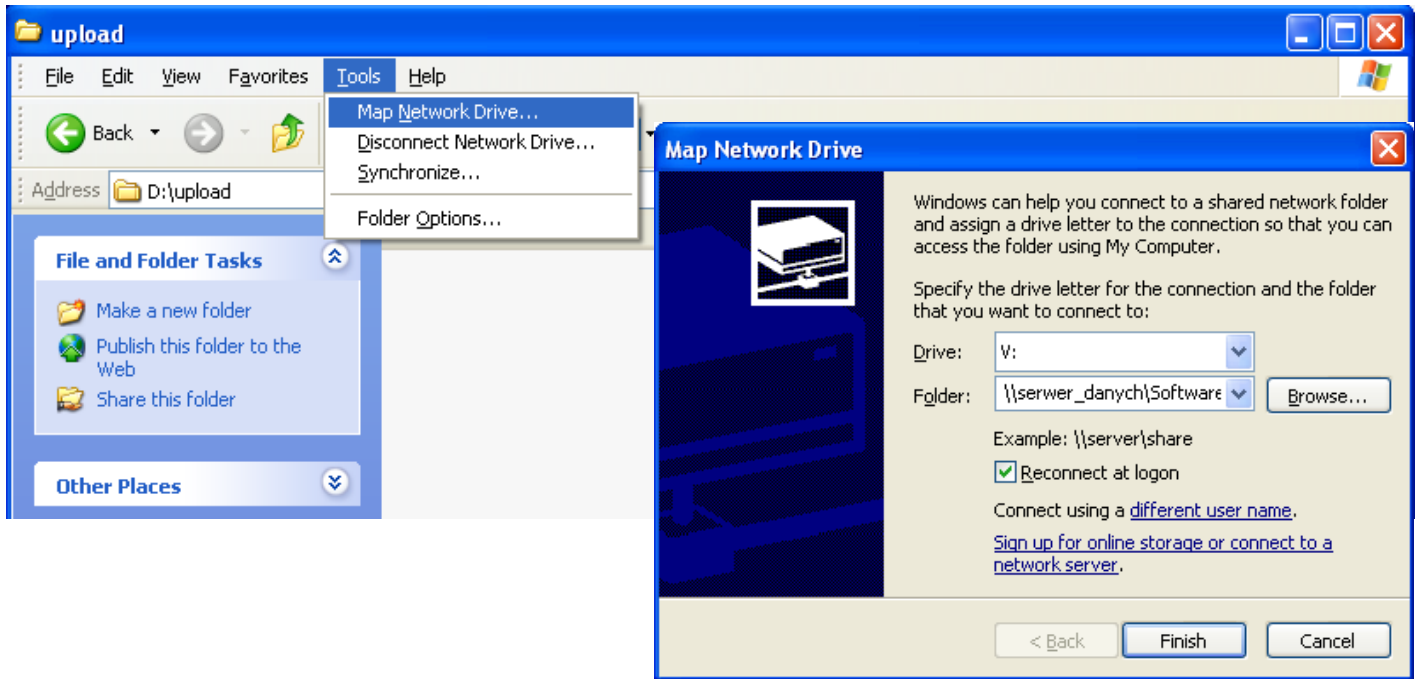 upload
File Edit View Favorites Tools Help
Map Network Drive...
Disconnect Network Drive...
Synchronize...
Folder Options...
Back
Address D:\upload
File and Folder Tasks
Make a new folder
Publish this folder to the
Web
Share this folder
Other Places
Map Network Drive
Windows can help you connect to a shared network folder
and assign a drive letter to the connection so that you can
access the folder using My Computer.
Specify the drive letter for the connection and the folder
that you want to connect to:
Drive: V:
Folder: \\serwer_danych\Software Browse...
Example: \\server\share
Reconnect at logon
Connect using a different user name.
Sign up for online storage or connect to a
network server.
< Back Finish Cancel